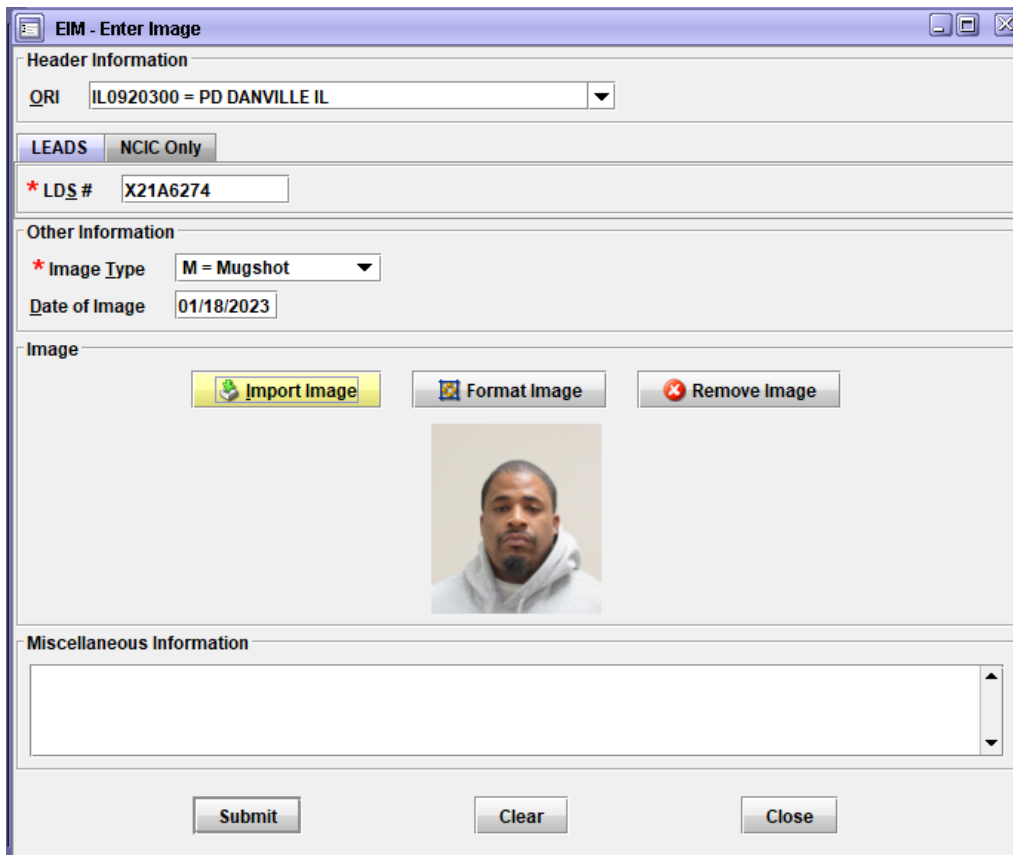 EIM - Enter Image
Header Information
ORI IL0920300 = PD DANVILLE IL
LEADS NCIC Only
* LDS # X21A6274
Other Information
* Image Type M = Mugshot
Date of Image 01/18/2023
Image
Import Image Format Image Remove Image
Miscellaneous Information
Submit Clear Close